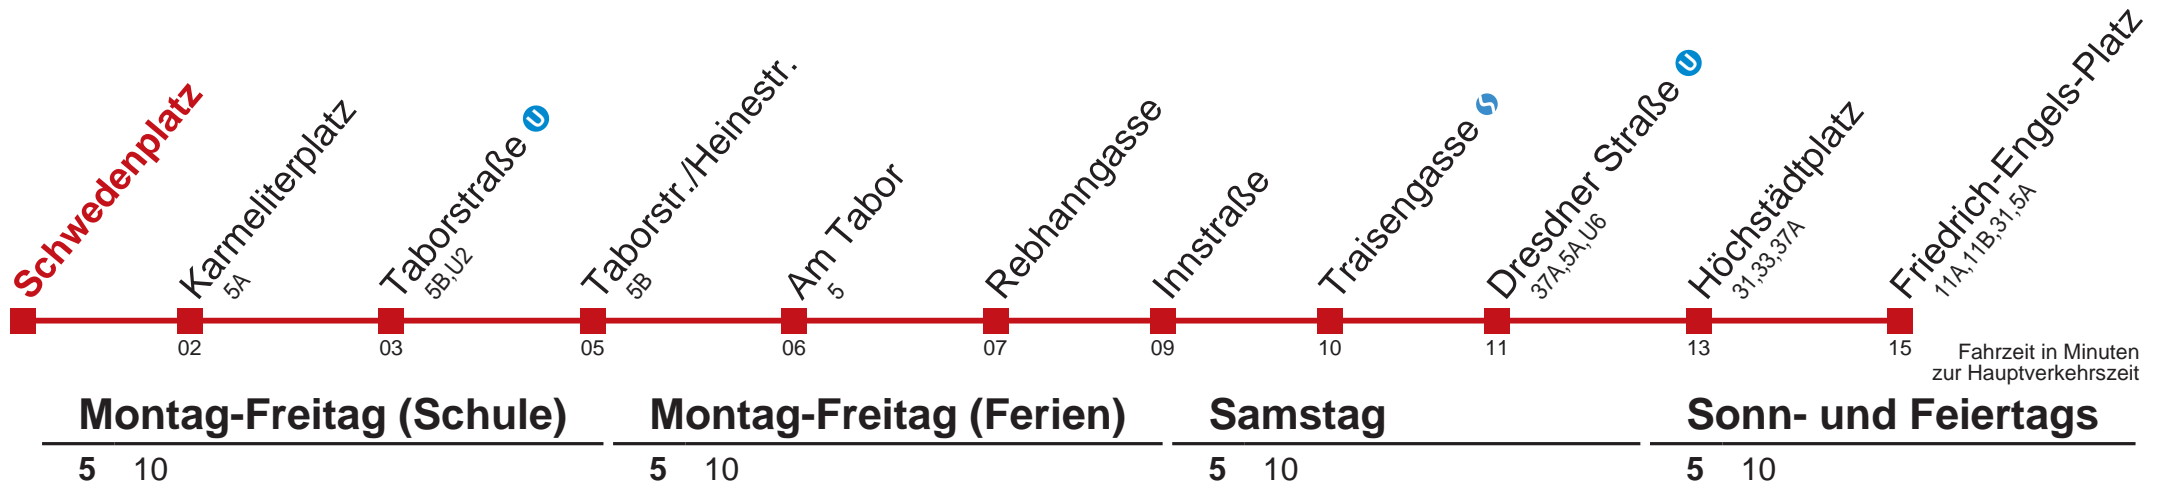 Schwedenplatz
Karmeliterplatz
5A
Taborstraße U
5B,U2
Taborstr./Heinestr.
5B
Am Tabor
5
Rebhanngasse
Innstraße
Traisengasse S
Dresdner Straße U
37A,5A,U6
Höchstädtplatz
31,33,37A
Friedrich-Engels-Platz
11A,11B,31,5A
02 03 05 06 07 09 10 11 13 15
Fahrzeit in Minuten
zur Hauptverkehrszeit
Montag-Freitag (Schule) Montag-Freitag (Ferien) Samstag Sonn- und Feiertags
5 10 5 10 5 10 5 10